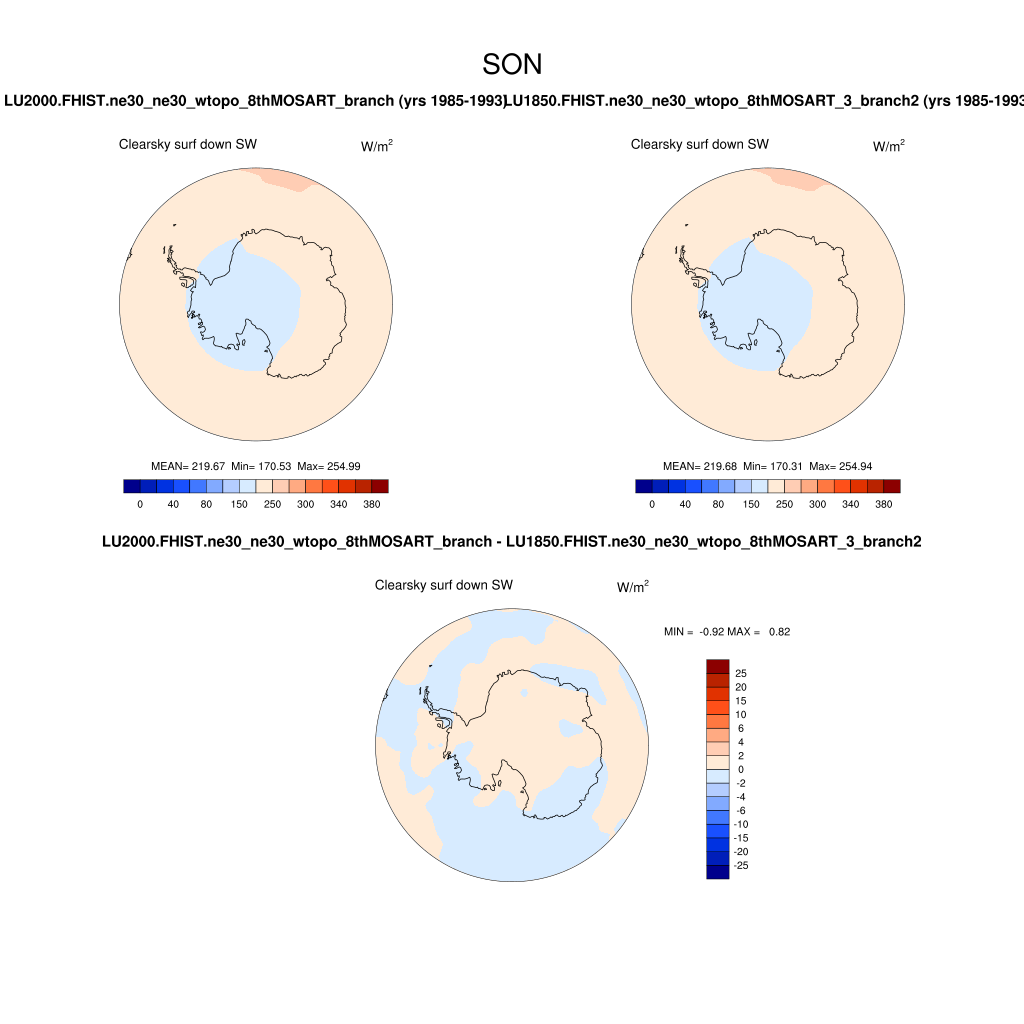 SON
LU2000.FHIST.ne30_ne30_wtopo_8thMOSART_branch (yrs 1985-1993)
LU1850.FHIST.ne30_ne30_wtopo_8thMOSART_3_branch2 (yrs 1985-1993
Clearsky surf down SW W/m²
Clearsky surf down SW W/m²
MEAN= 219.67 Min= 170.53 Max= 254.99
MEAN= 219.68 Min= 170.31 Max= 254.94
0 40 80 150 250 300 340 380
0 40 80 150 250 300 340 380
LU2000.FHIST.ne30_ne30_wtopo_8thMOSART_branch - LU1850.FHIST.ne30_ne30_wtopo_8thMOSART_3_branch2
Clearsky surf down SW W/m²
MIN = -0.92 MAX = 0.82
25
20
15
10
6
4
2
0
-2
-4
-6
-10
-15
-20
-25